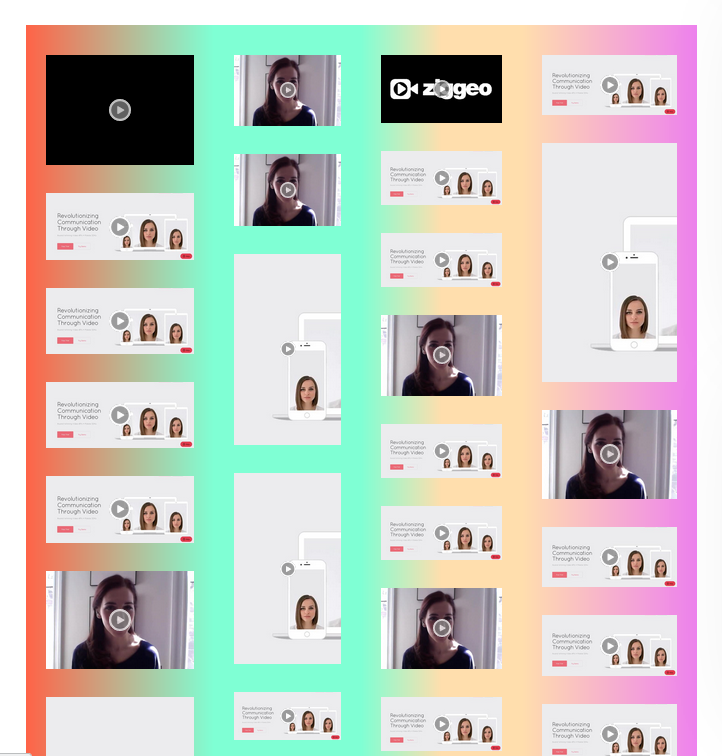 Revolutionizing
Communication
Through Video
Revolutionizing
Communication
Through Video
Revolutionizing
Communication
Through Video
Revolutionizing
Communication
Through Video
Revolutionizing
Communication
Through Video
ziggeo
Revolutionizing
Communication
Through Video
Revolutionizing
Communication
Through Video
Revolutionizing
Communication
Through Video
Revolutionizing
Communication
Through Video
Revolutionizing
Communication
Through Video
Revolutionizing
Communication
Through Video
Revolutionizing
Communication
Through Video
Revolutionizing
Communication
Through Video
Revolutionizing
Communication
Through Video